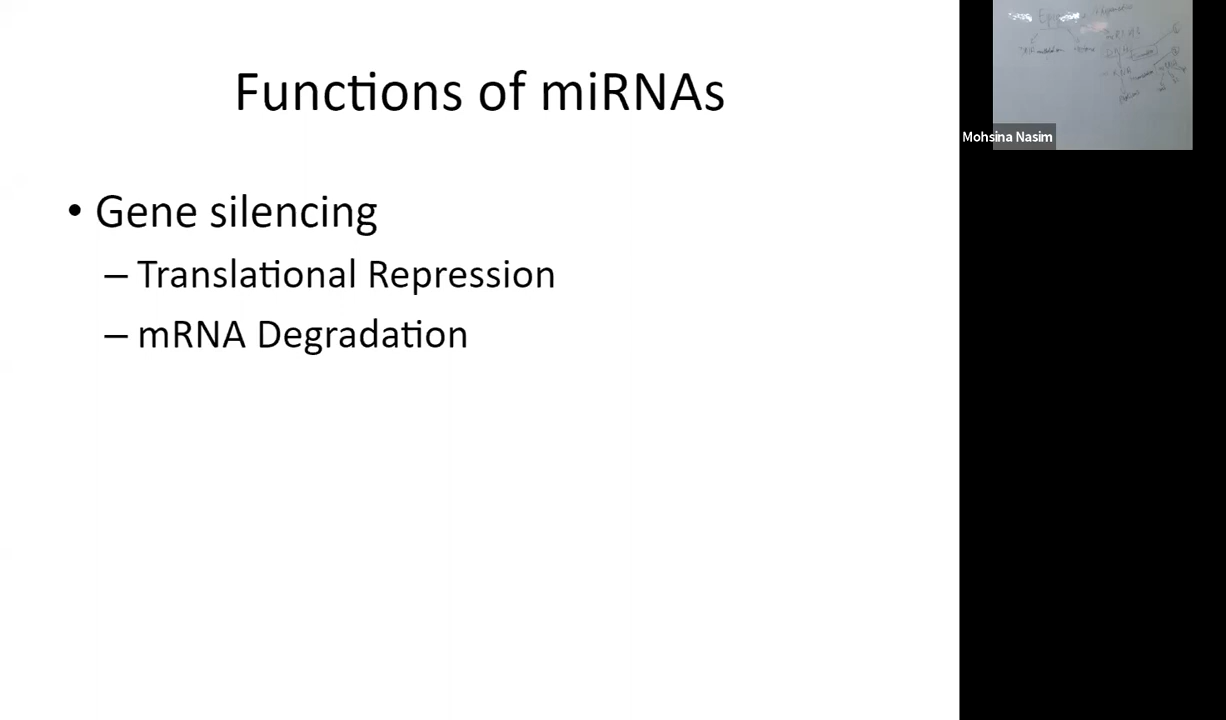 Functions of miRNAs
• Gene silencing
– Translational Repression
– mRNA Degradation
Mohsina Nasim